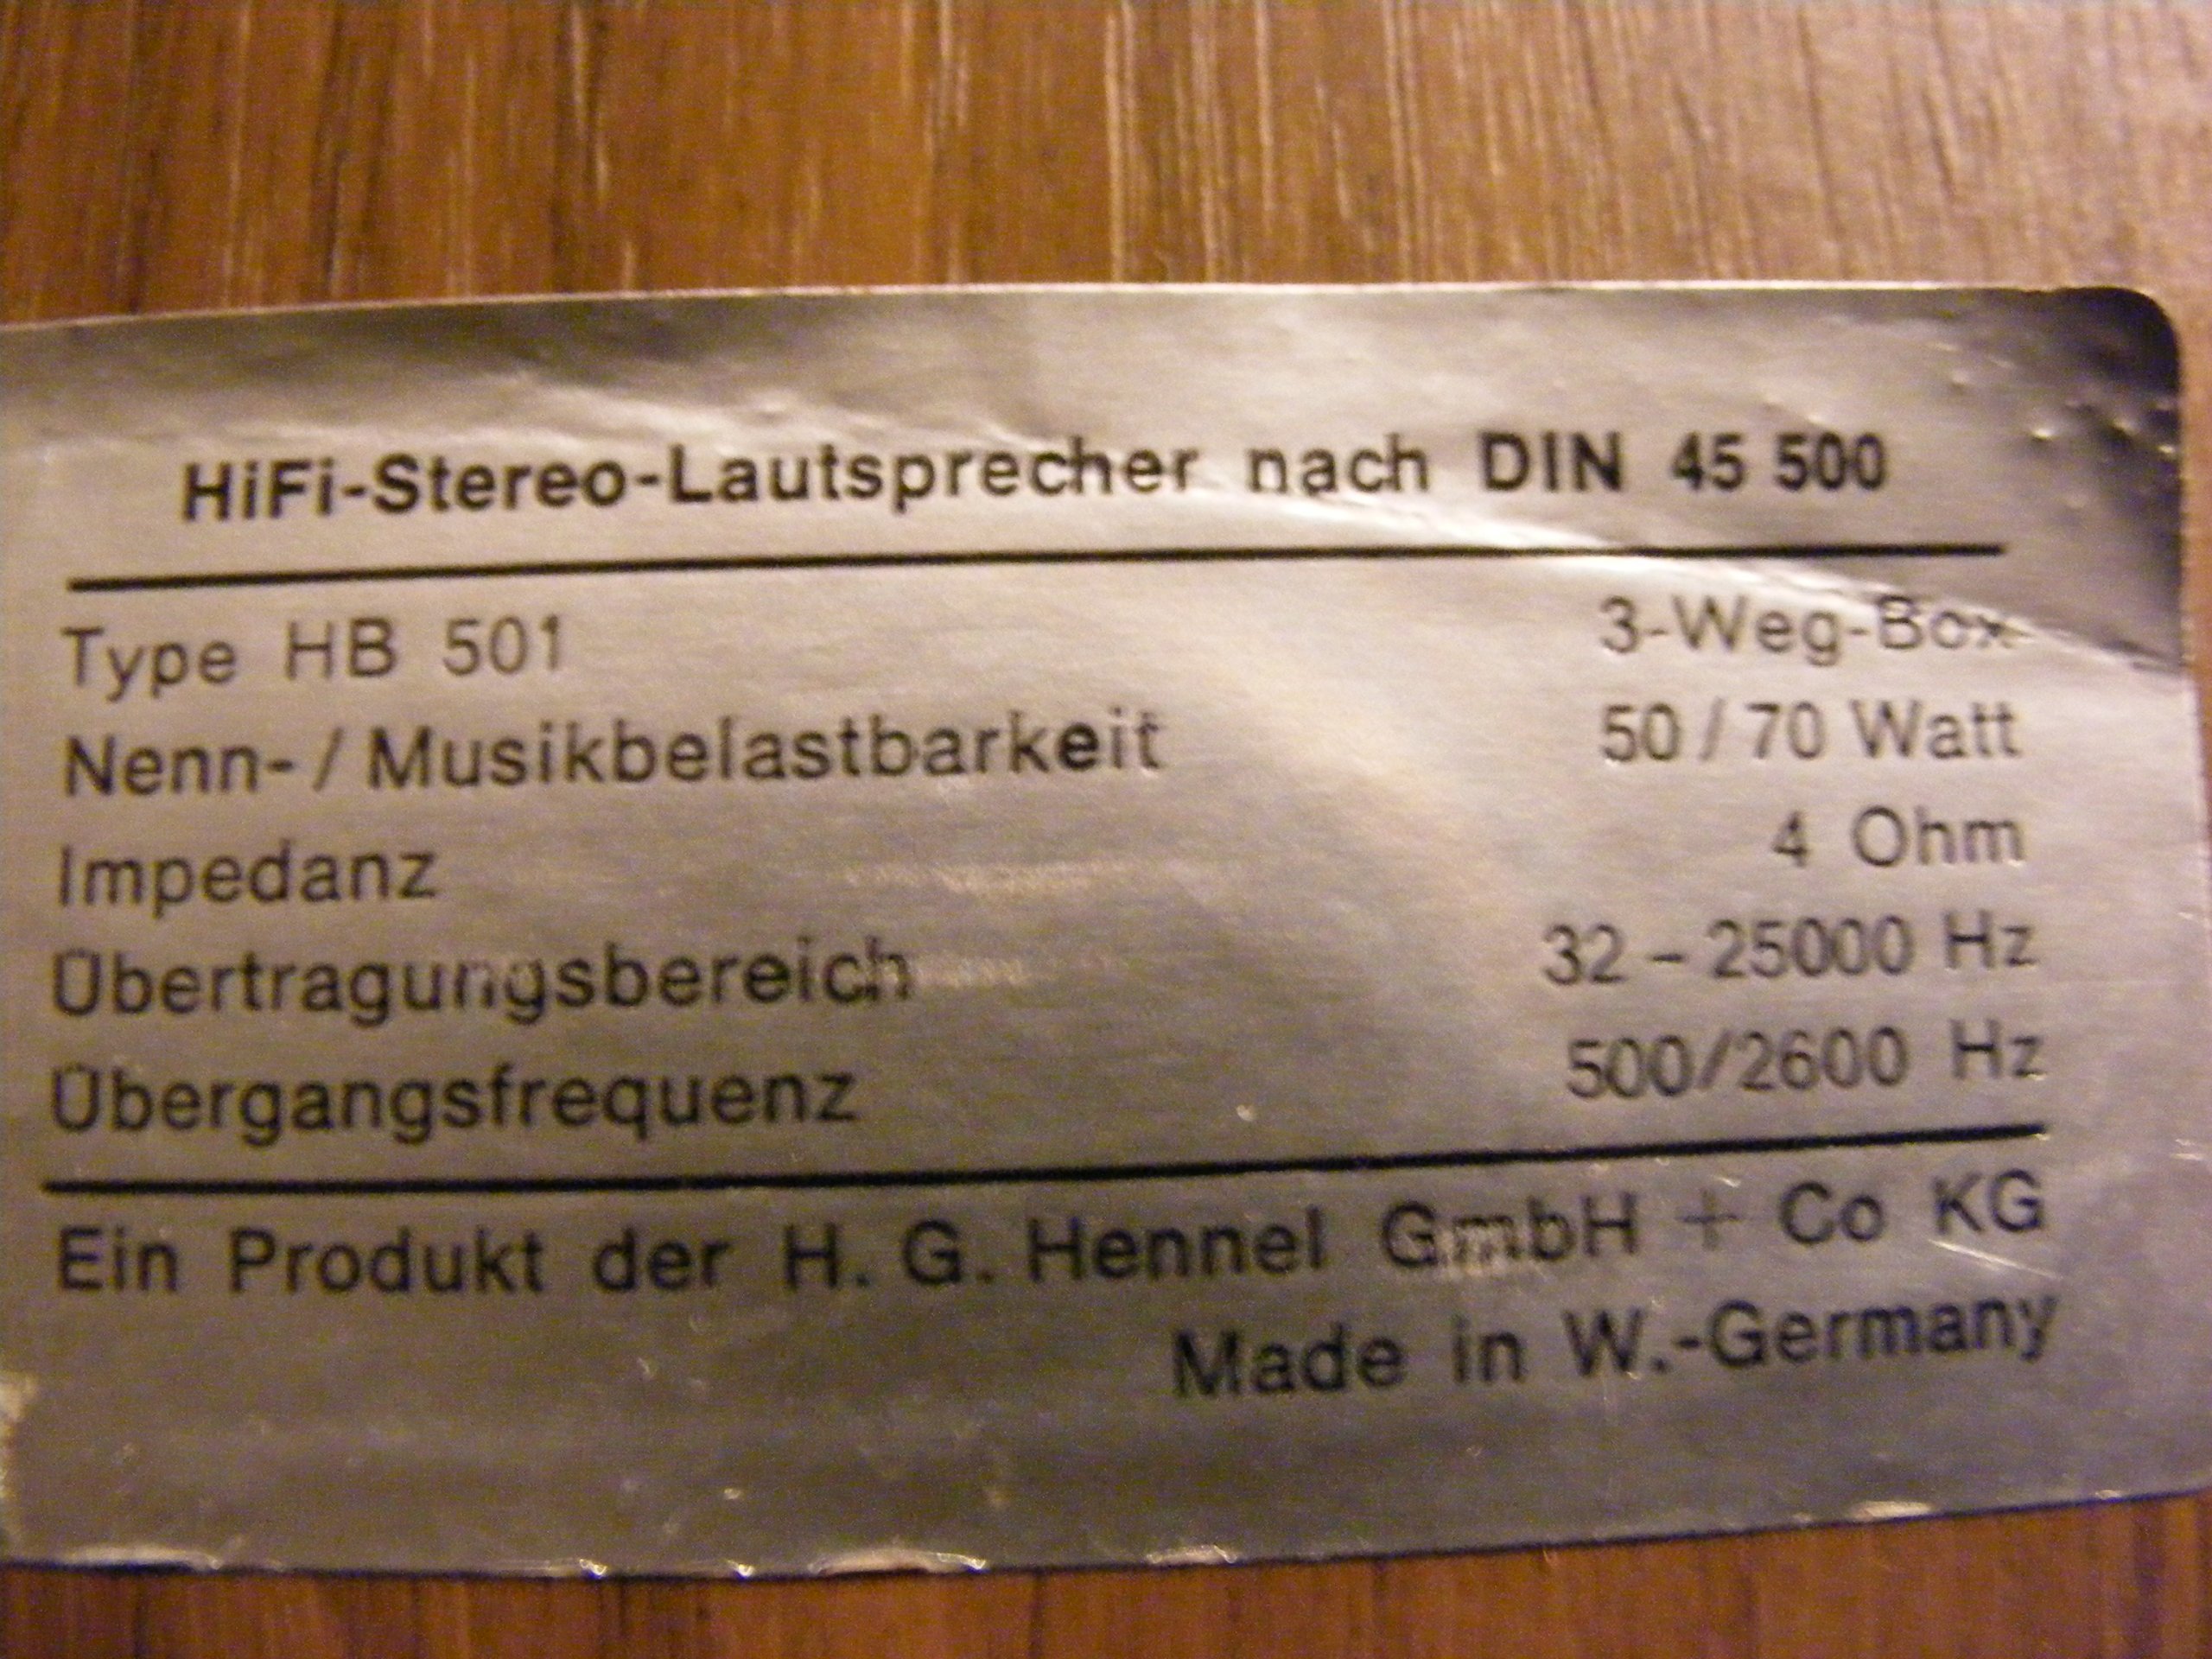 HiFi-Stereo-Lautsprecher nach DIN 45 500
Type HB 501 3-Weg-Box
Nenn-/Musikbelastbarkeit 50/70 Watt
Impedanz 4 Ohm
Übertragungsbereich 32-25000 Hz
Übergangsfrequenz 500/2600 Hz
Ein Produkt der H. G. Hennel GmbH + Co KG
Made in W.-Germany